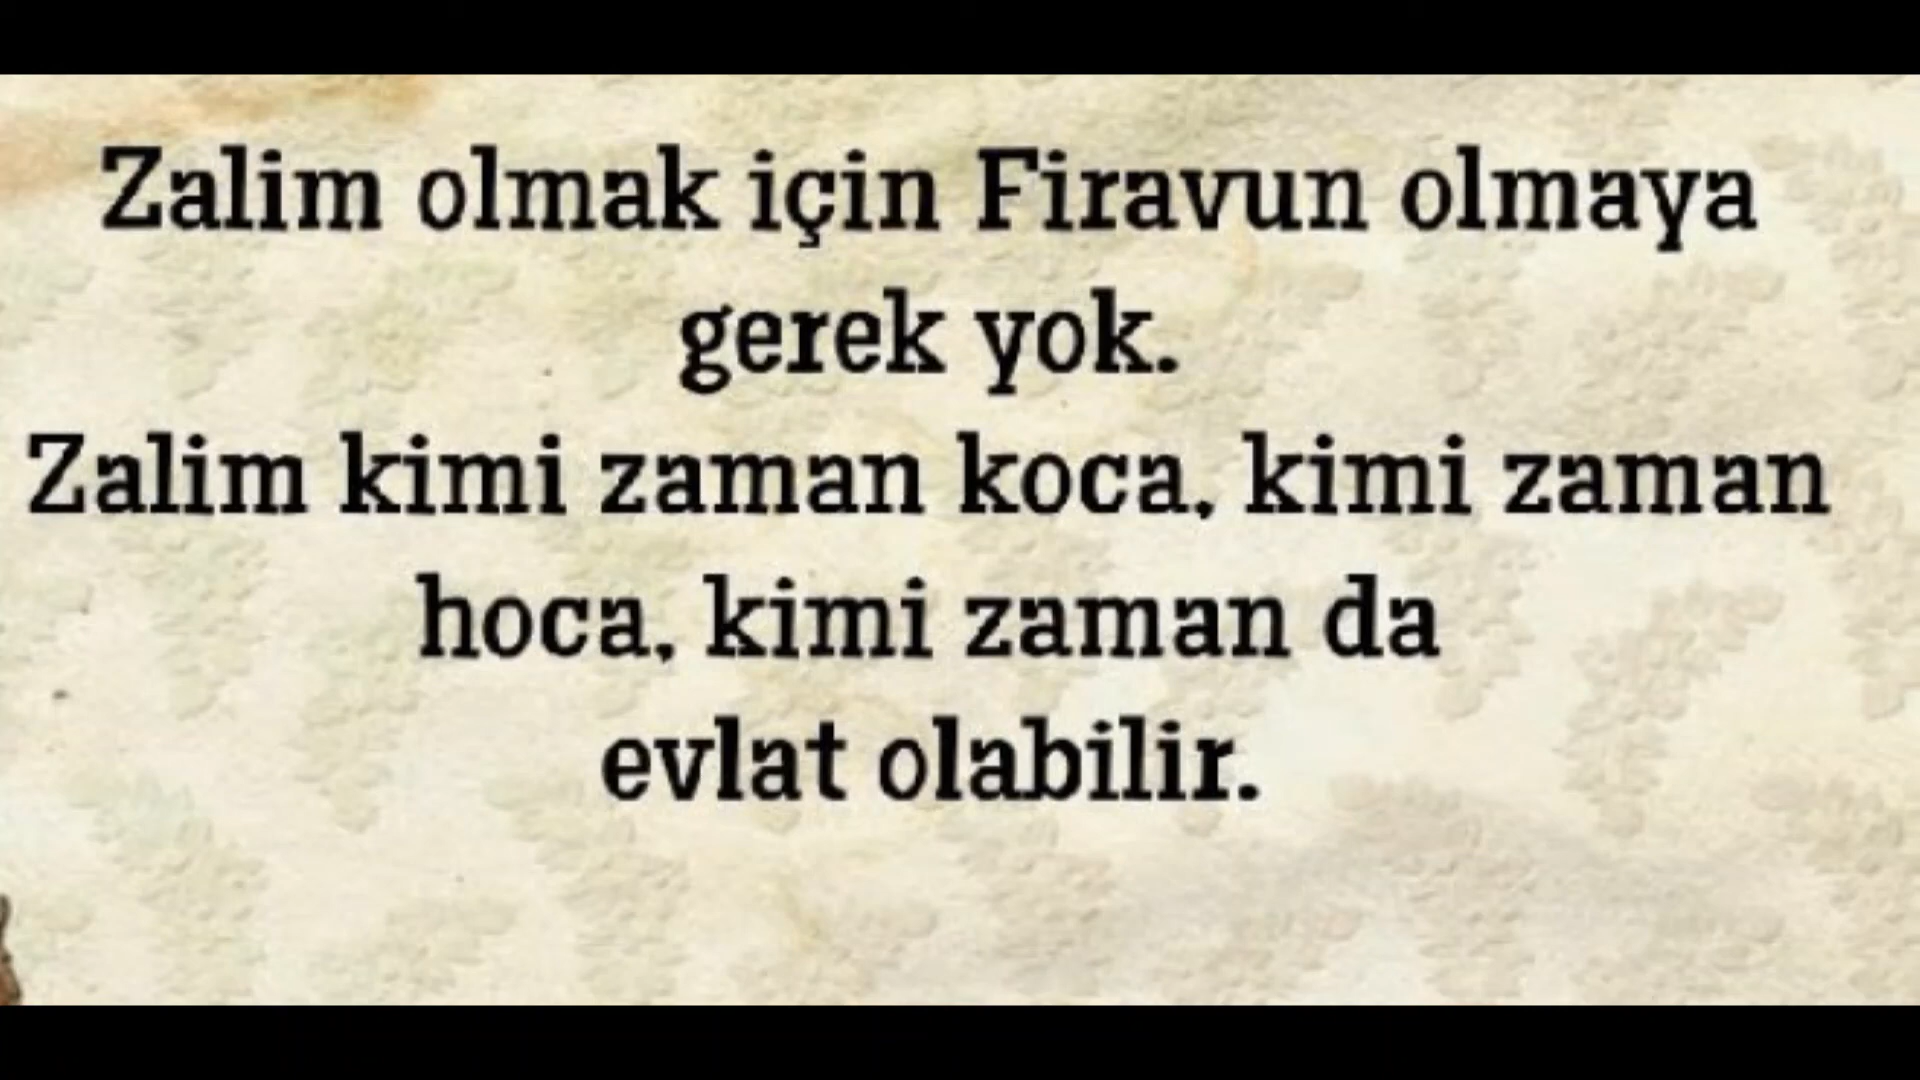 Zalim olmak için Firavun olmaya
gerek yok.
Zalim kimi zaman koca, kimi zaman
hoca, kimi zaman da
evlat olabilir.